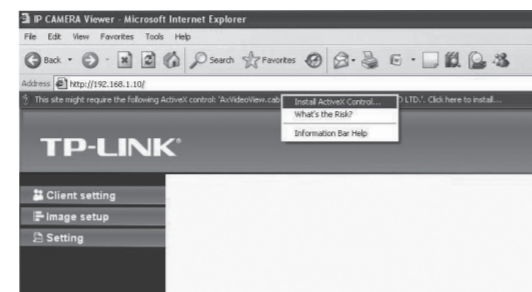 IP CAMERA Viewer - Microsoft Internet Explorer
File Edit View Favorites Tools Help
Back Search Favorites
Address http://192.168.1.10/
This site might require the following ActiveX control: 'AxVideoView.cab O LTD.'. Click here to install...
Install ActiveX Control...
What's the Risk?
Information Bar Help
TP-LINK®
Client setting
Image setup
Setting